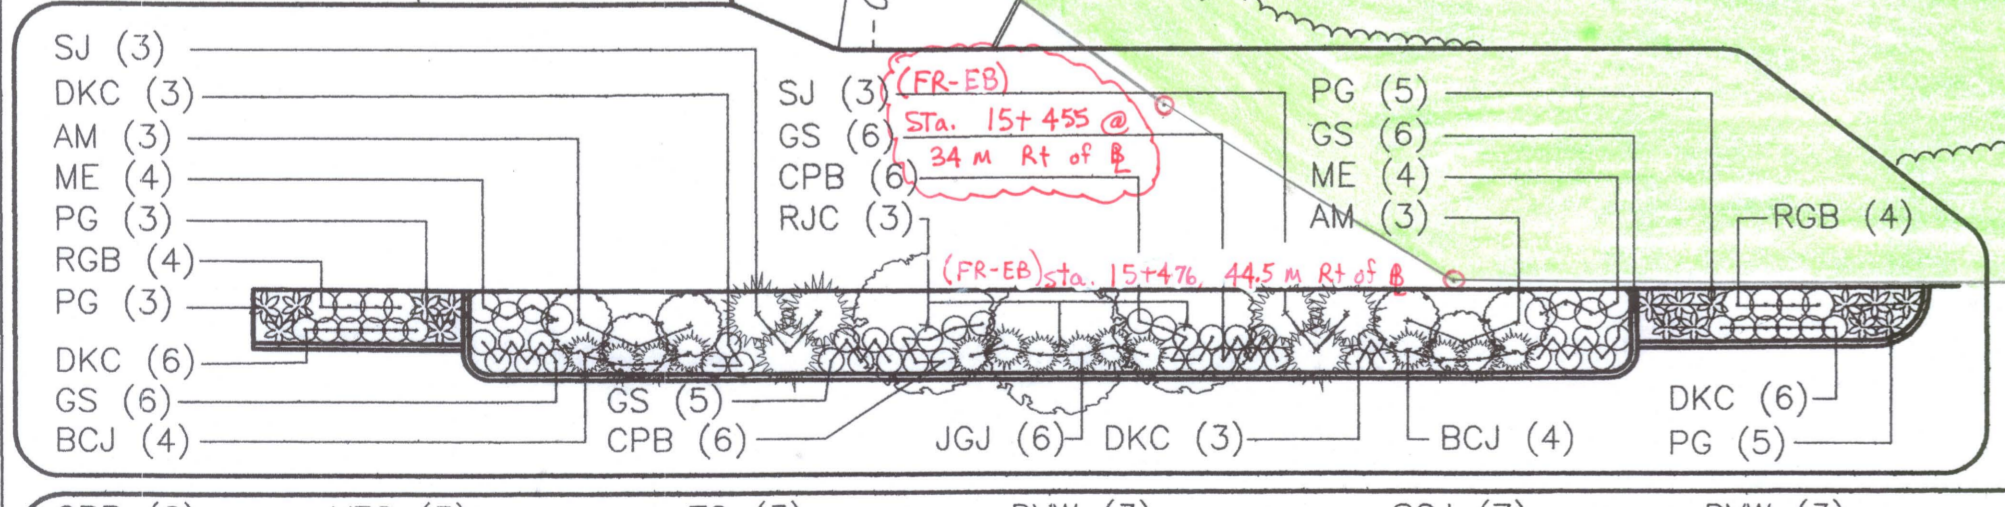 SJ (3)
DKC (3)
AM (3)
ME (4)
PG (3)
RGB (4)
PG (3)
DKC (6)
GS (6)
BCJ (4)
SJ (3)
GS (6)
CPB (6)
RJC (3)
(FR-EB)
Sta. 15+455 @
34 M Rt of BL
(FR-EB) Sta. 15+476, 44.5 m Rt of BL
PG (5)
GS (6)
ME (4)
AM (3)
RGB (4)
GS (5)
CPB (6)
JGJ (6)
DKC (3)
BCJ (4)
DKC (6)
PG (5)